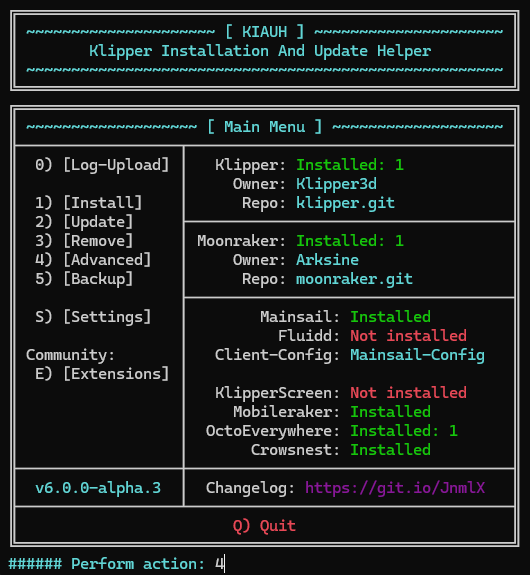 ~~~~~~~~~~~~~~~~~~~~~ [ KIAUH ] ~~~~~~~~~~~~~~~~~~~~~
Klipper Installation And Update Helper
~~~~~~~~~~~~~~~~~~~~~~~~~~~~~~~~~~~~~~~~~~~~~~~~~~~~~
~~~~~~~~~~~~~~~~~~~ [ Main Menu ] ~~~~~~~~~~~~~~~~~~~
0) [Log-Upload]
1) [Install]
2) [Update]
3) [Remove]
4) [Advanced]
5) [Backup]
S) [Settings]
Community:
E) [Extensions]
Klipper: Installed: 1
Owner: Klipper3d
Repo: klipper.git
Moonraker: Installed: 1
Owner: Arksine
Repo: moonraker.git
Mainsail: Installed
Fluidd: Not installed
Client-Config: Mainsail-Config
KlipperScreen: Not installed
Mobileraker: Installed
OctoEverywhere: Installed: 1
Crowsnest: Installed
v6.0.0-alpha.3
Changelog: https://git.io/JnmlX
Q) Quit
###### Perform action: 4